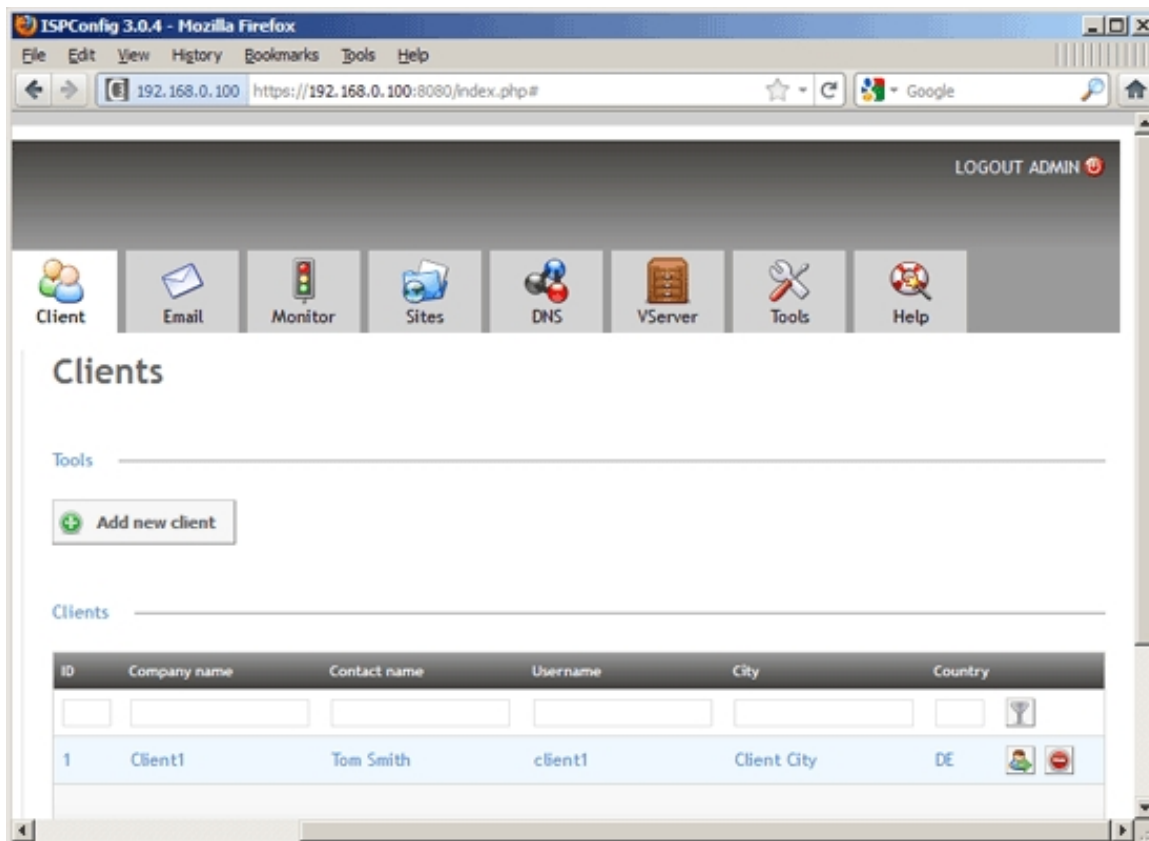 ISPConfig 3.0.4 - Mozilla Firefox
File Edit View History Bookmarks Tools Help
192.168.0.100 https://192.168.0.100:8080/index.php# Google
LOGOUT ADMIN
Client Email Monitor Sites DNS VServer Tools Help
Clients
Tools
Add new client
Clients
ID Company name Contact name Username City Country
1 Client1 Tom Smith client1 Client City DE